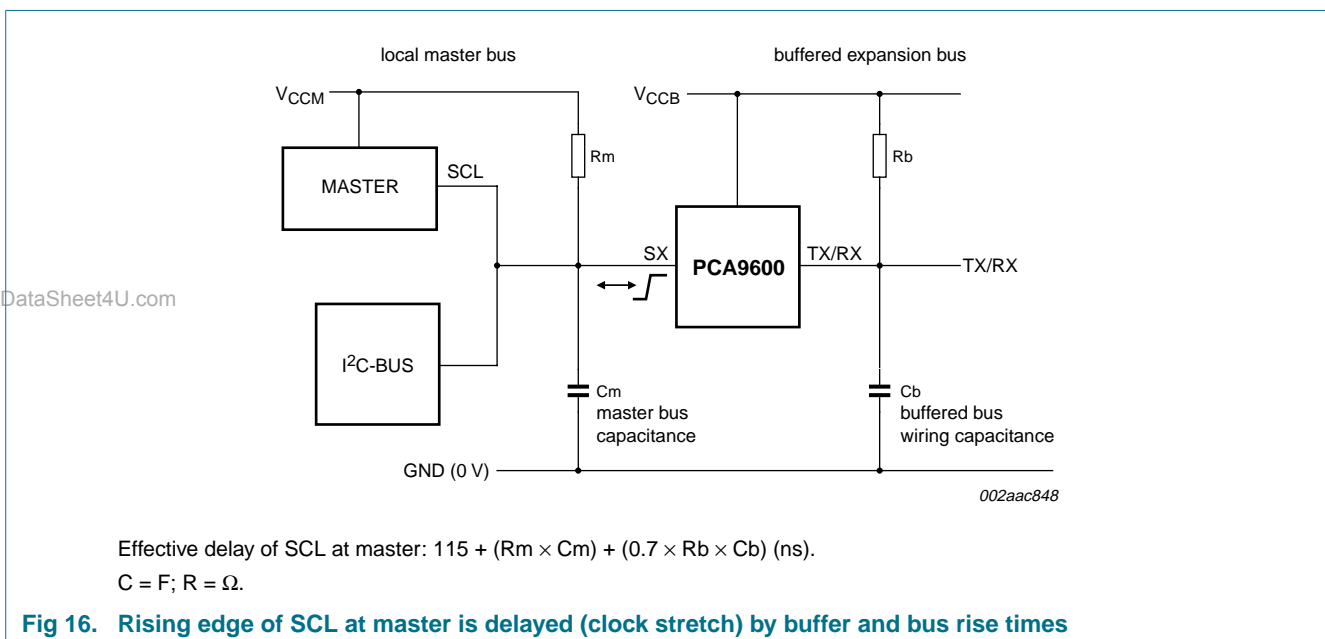 local master bus
buffered expansion bus
VCCM
VCCB
Rm
Rb
MASTER
SCL
SX
PCA9600
TX/RX
TX/RX
DataSheet4U.com
I2C-BUS
Cm
master bus
capacitance
Cb
buffered bus
wiring capacitance
GND (0 V)
002aac848
Effective delay of SCL at master: 115 + (Rm × Cm) + (0.7 × Rb × Cb) (ns).
C = F; R = Ω.
Fig 16. Rising edge of SCL at master is delayed (clock stretch) by buffer and bus rise times